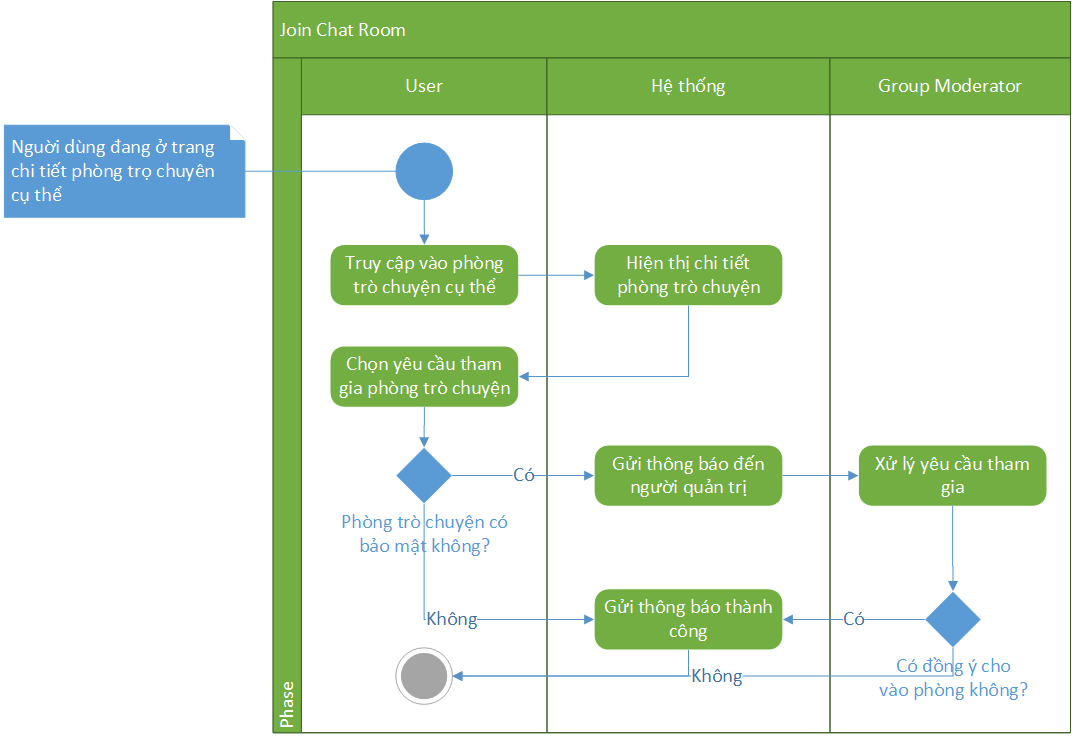 Join Chat Room
User
Hệ thống
Group Moderator
Người dùng đang ở trang
chi tiết phòng trọ chuyên
cụ thể
Truy cập vào phòng
trò chuyện cụ thể
Hiện thị chi tiết
phòng trò chuyện
Chọn yêu cầu tham
gia phòng trò chuyện
Có
Gửi thông báo đến
người quản trị
Xử lý yêu cầu tham
gia
Phòng trò chuyện có
bảo mật không?
Không
Gửi thông báo thành
công
Có
Có đồng ý cho
vào phòng không?
Không
Phase